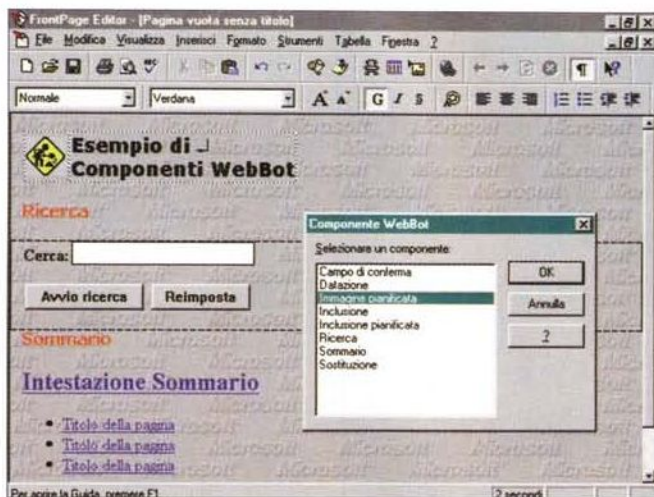 FrontPage Editor - [Pagina vuota senza titolo]
File Modifica Visualizza Inserisci Formato Strumenti Tabella Finestra ?
Normale Verdana A A G I S
Esempio di
Componenti WebBot
Ricerca
Cerca:
Avvio ricerca Reimposta
Sommario
Intestazione Sommario
Titolo della pagina
Titolo della pagina
Titolo della pagina
Componente WebBot
Selezionare un componente:
Campo di conferma
Datazione
Immagine pianificata
Inclusione
Inclusione pianificata
Ricerca
Sommario
Sostituzione
OK
Annulla
?
Per aprire la Guida, premere F1
2 secondi
Microsoft